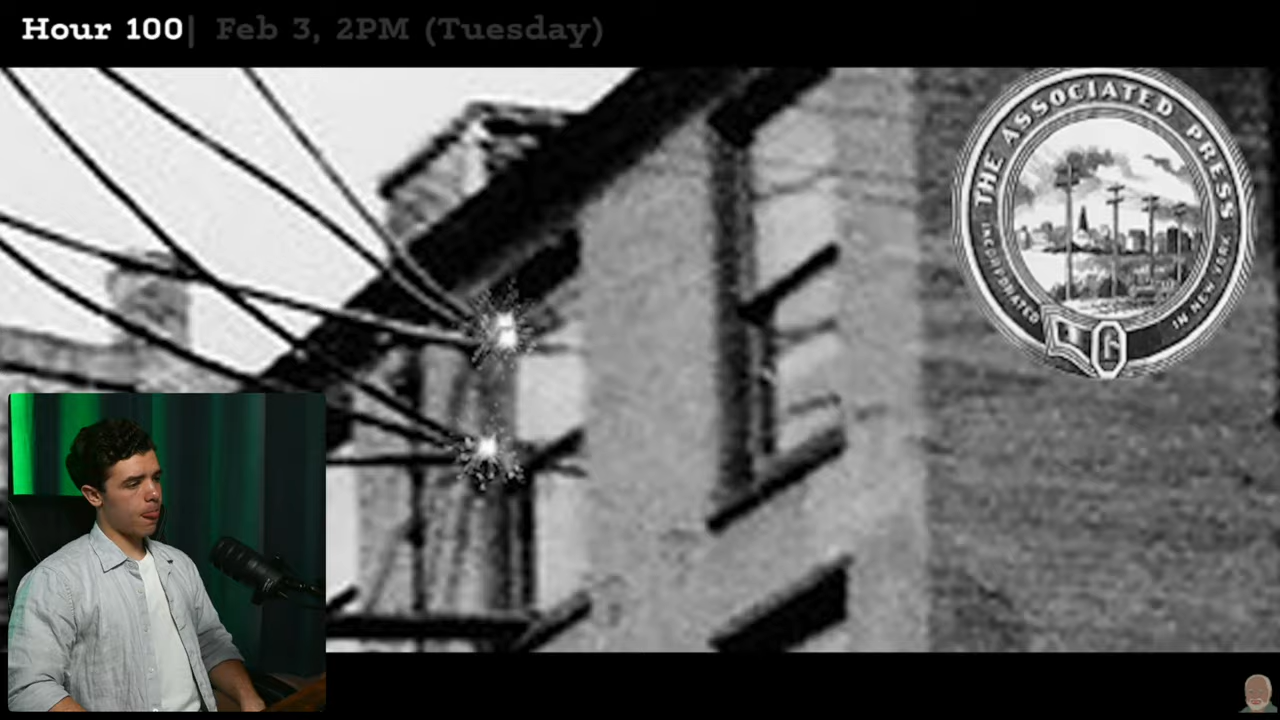 Hour 100| Feb 3, 2PM (Tuesday)
THE ASSOCIATED PRESS
INCORPORATED IN NEW YORK